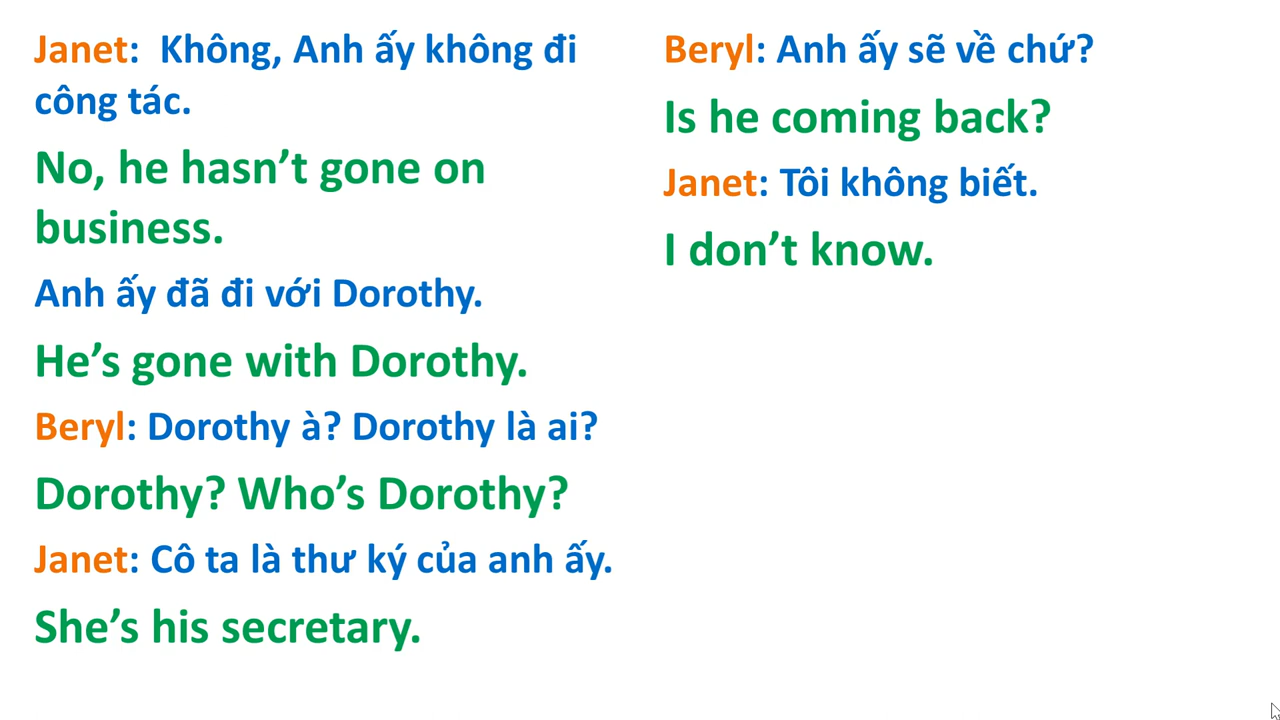 Janet: Không, Anh ấy không đi
công tác.
No, he hasn’t gone on
business.
Anh ấy đã đi với Dorothy.
He’s gone with Dorothy.
Beryl: Dorothy à? Dorothy là ai?
Dorothy? Who’s Dorothy?
Janet: Cô ta là thư ký của anh ấy.
She’s his secretary.
Beryl: Anh ấy sẽ về chứ?
Is he coming back?
Janet: Tôi không biết.
I don’t know.